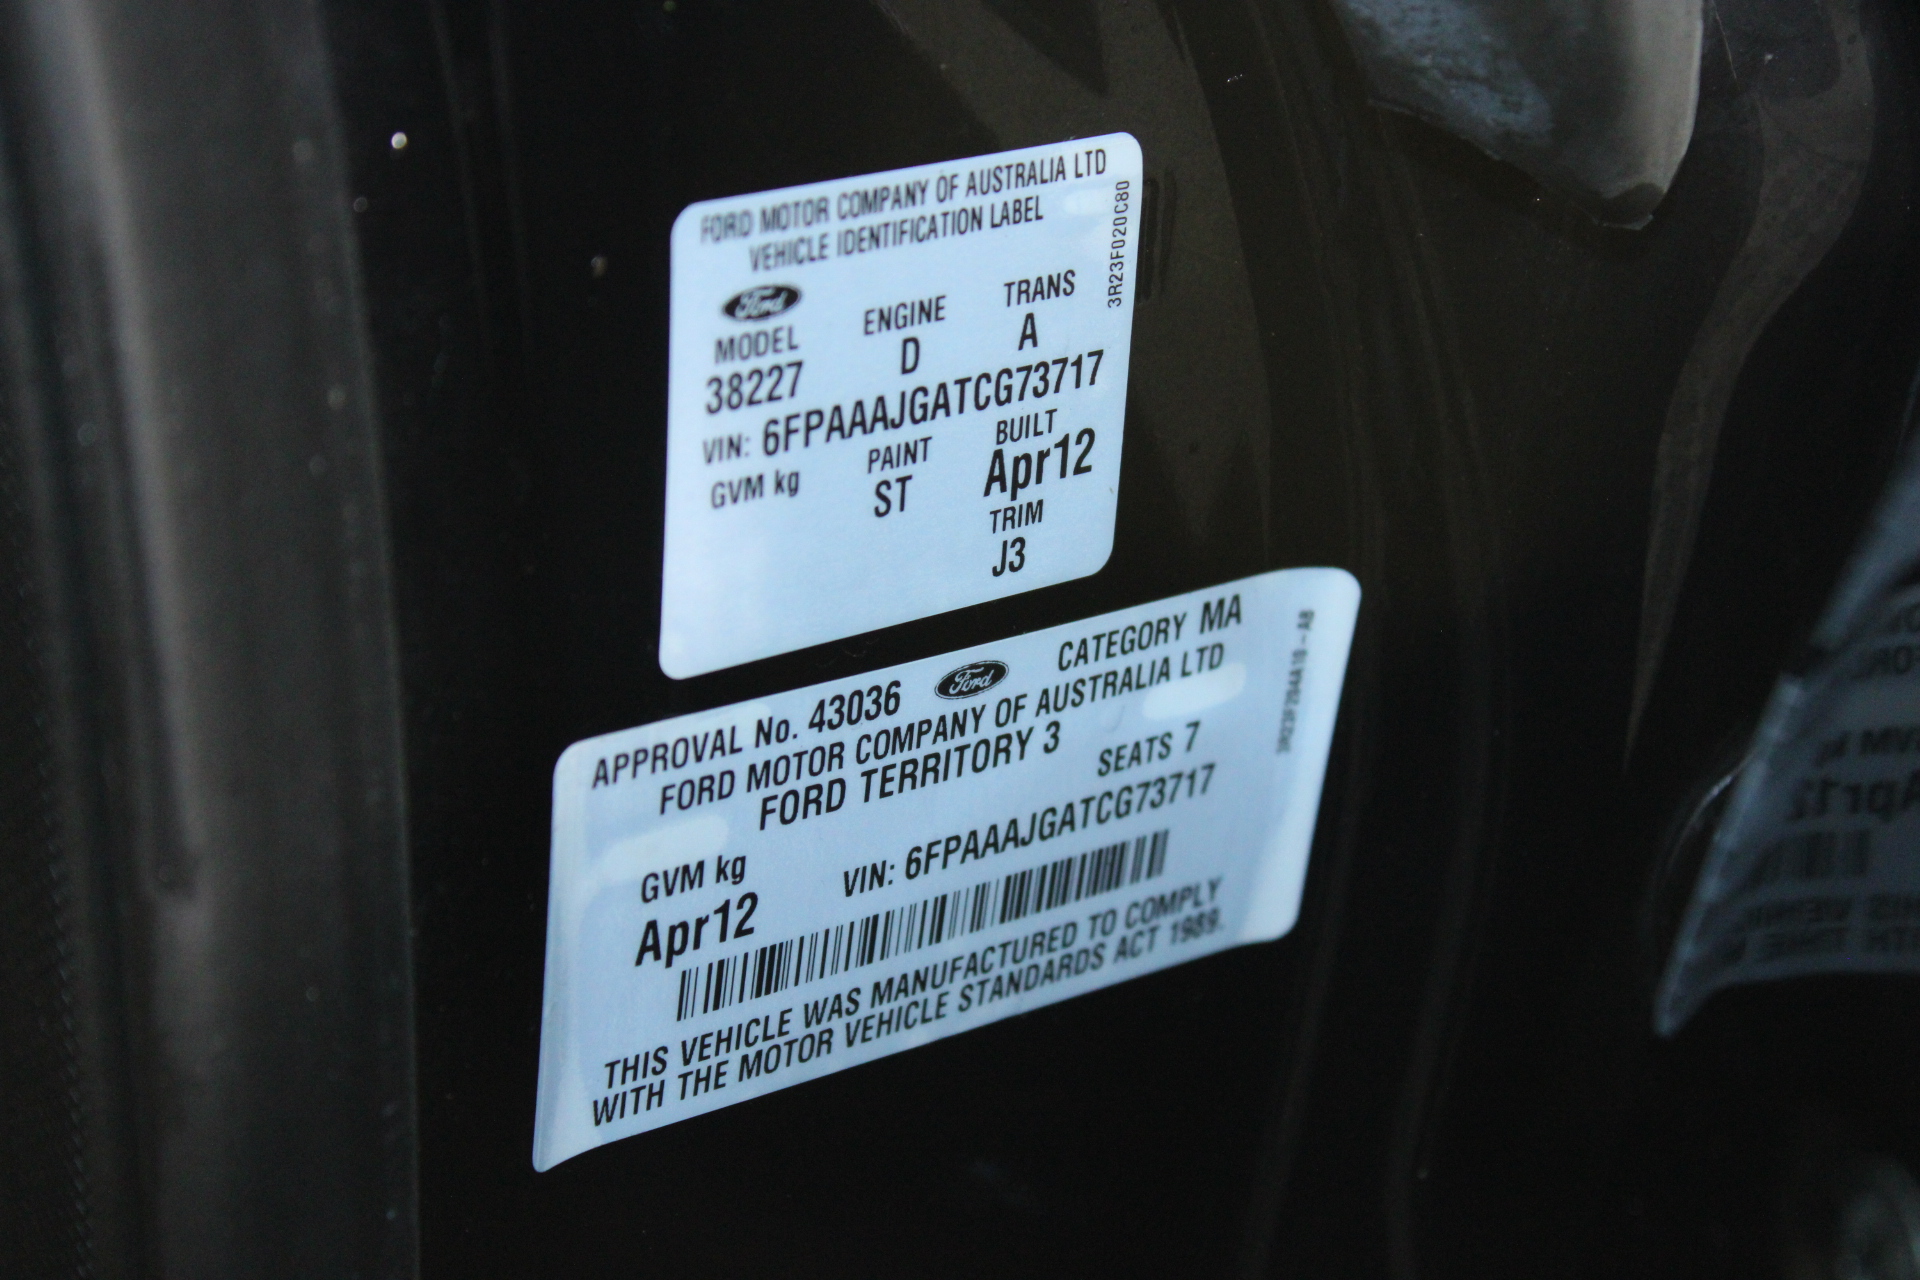 FORD MOTOR COMPANY OF AUSTRALIA LTD
VEHICLE IDENTIFICATION LABEL
3R23F020C80
Ford
MODEL ENGINE TRANS
38227 D A
VIN: 6FPAAAJGATCG73717
GVM kg PAINT BUILT
ST Apr12
TRIM
J3
APPROVAL No. 43036 Ford CATEGORY MA
FORD MOTOR COMPANY OF AUSTRALIA LTD
FORD TERRITORY 3 SEATS 7
GVM kg VIN: 6FPAAAJGATCG73717
Apr12
THIS VEHICLE WAS MANUFACTURED TO COMPLY
WITH THE MOTOR VEHICLE STANDARDS ACT 1989.